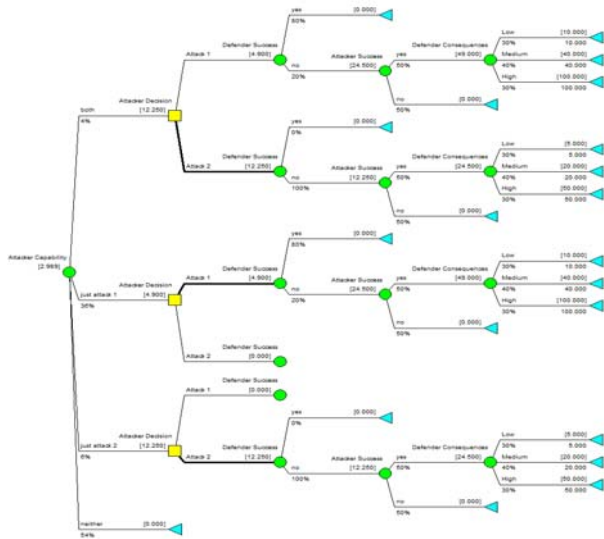 yes [0.000]
80%
Defender Success
Attack 1 [4.900]
no Attacker Success
20% [24.500]
yes Defender Consequences
50% [49.000]
Low [10.000]
30% 10.000
Medium [40.000]
40% 40.000
High [100.000]
30% 100.000
no [0.000]
50%
both Attacker Decision
4% [12.250]
yes [0.000]
0%
Defender Success
Attack 2 [12.250]
no Attacker Success
100% [12.250]
yes Defender Consequences
50% [24.500]
Low [5.000]
30% 5.000
Medium [20.000]
40% 20.000
High [50.000]
30% 50.000
no [0.000]
50%
Attacker Capability
[2.989]
yes [0.000]
80%
Defender Success
Attack 1 [4.900]
no Attacker Success
20% [24.500]
yes Defender Consequences
50% [49.000]
Low [10.000]
30% 10.000
Medium [40.000]
40% 40.000
High [100.000]
30% 100.000
no [0.000]
50%
Attacker Decision
just attack 1 [4.900]
36%
Defender Success
Attack 2 [0.000]
Defender Success
Attack 1 [0.000]
Attacker Decision
just attack 2 [12.250]
6%
yes [0.000]
0%
Defender Success
Attack 2 [12.250]
no Attacker Success
100% [12.250]
yes Defender Consequences
50% [24.500]
Low [5.000]
30% 5.000
Medium [20.000]
40% 20.000
High [50.000]
30% 50.000
no [0.000]
50%
neither [0.000]
54%